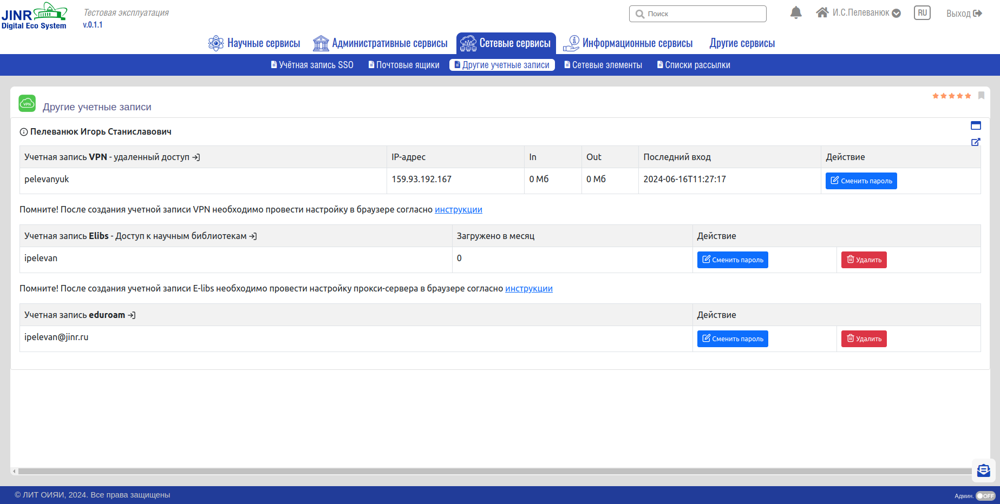 JINR
Digital Eco System
Тестовая эксплуатация
v.0.1.1
Поиск
И.С.Пелеванюк
RU
Выход
Научные сервисы
Административные сервисы
Сетевые сервисы
Информационные сервисы
Другие сервисы
Учётная запись SSO
Почтовые ящики
Другие учетные записи
Сетевые элементы
Списки рассылки
VPN
Другие учетные записи
Пелеванюк Игорь Станиславович
Учетная запись VPN - удаленный доступ
IP-адрес
In
Out
Последний вход
Действие
pelevanyuk
159.93.192.167
0 Мб
0 Мб
2024-06-16T11:27:17
Сменить пароль
Помните! После создания учетной записи VPN необходимо провести настройку в браузере согласно инструкции
Учетная запись Elibs - Доступ к научным библиотекам
Загружено в месяц
Действие
ipelevan
0
Сменить пароль
Удалить
Помните! После создания учетной записи E-libs необходимо провести настройку прокси-сервера в браузере согласно инструкции
Учетная запись eduroam
Действие
ipelevan@jinr.ru
Сменить пароль
Удалить
© ЛИТ ОИЯИ, 2024. Все права защищены
Админ.
OFF